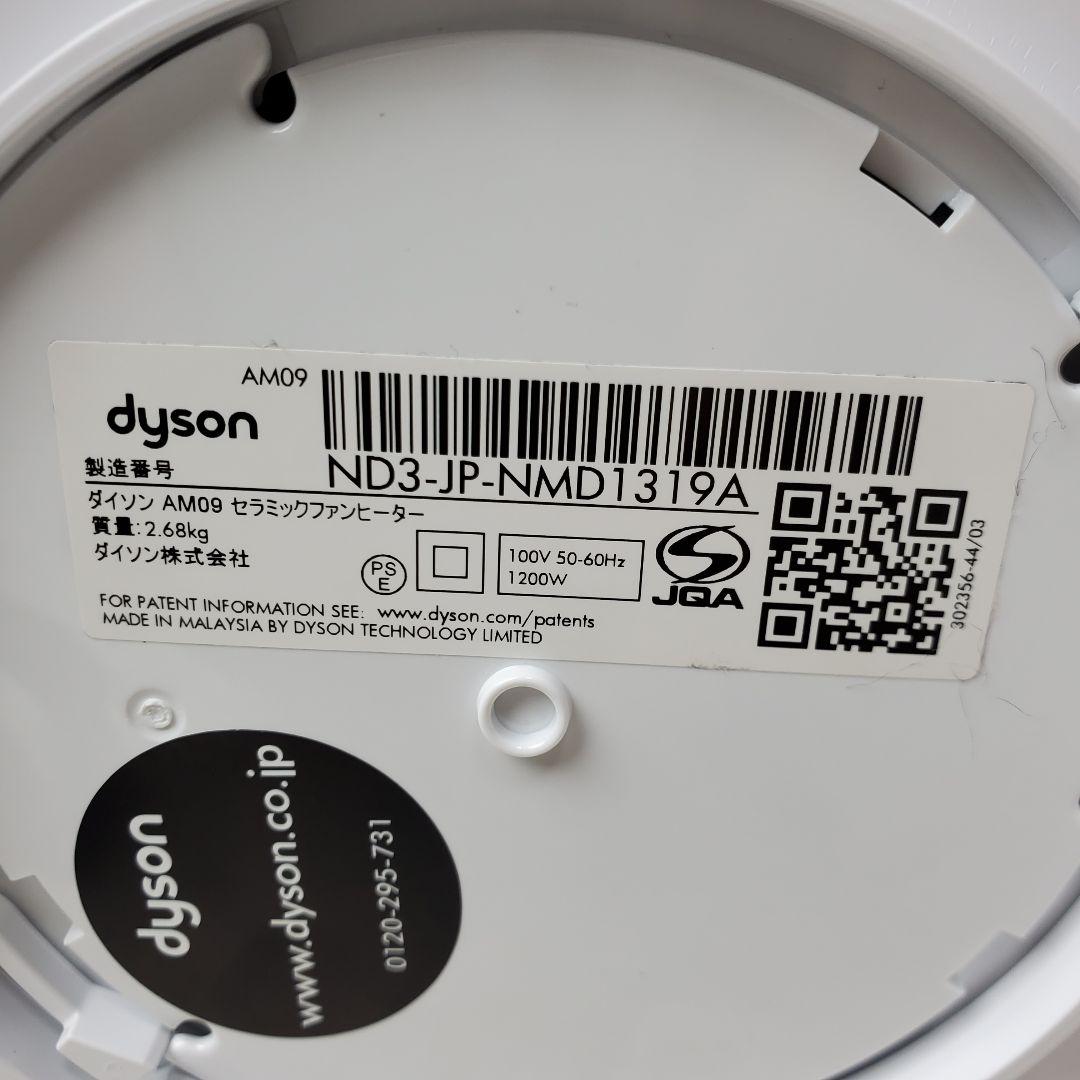 AM09
dyson
製造番号
ND3-JP-NMD1319A
ダイソン AM09 セラミックファンヒーター
質量:2.68kg
ダイソン株式会社
PS
E
100V 50-60Hz
1200W
JQA
302356-44/03
FOR PATENT INFORMATION SEE: www.dyson.com/patents
MADE IN MALAYSIA BY DYSON TECHNOLOGY LIMITED
dyson
www.dyson.co.jp
0120-295-731